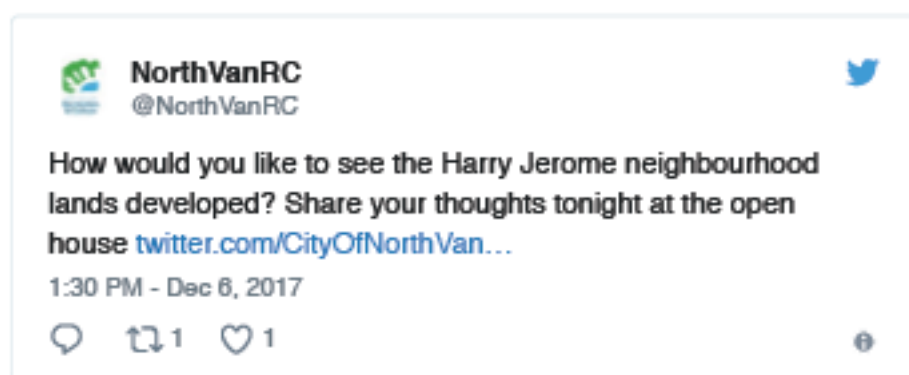 NorthVanRC
@NorthVanRC
How would you like to see the Harry Jerome neighbourhood
lands developed? Share your thoughts tonight at the open
house twitter.com/CityOfNorthVan…
1:30 PM - Dec 6, 2017
1 1